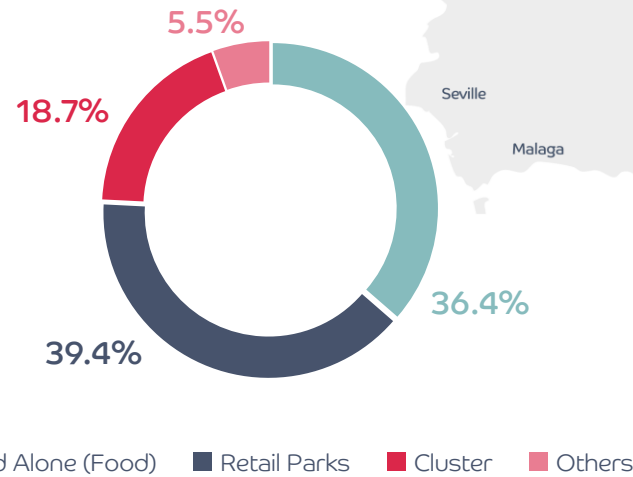 5.5%
18.7%
Seville
Malaga
36.4%
39.4%
Alone (Food) Retail Parks Cluster Others